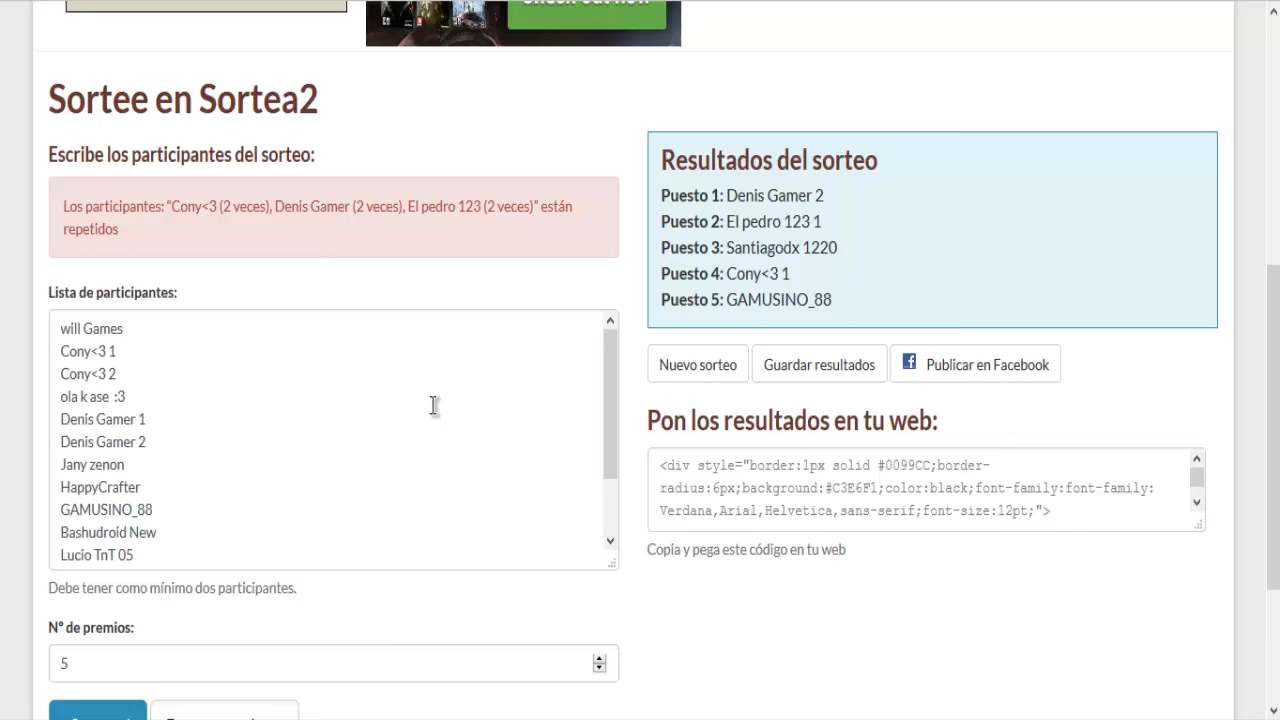 Sortee en Sortea2
Escribe los participantes del sorteo:
Los participantes: “Cony<3 (2 veces), Denis Gamer (2 veces), El pedro 123 (2 veces)” están
repetidos
Lista de participantes:
will Games
Cony<3 1
Cony<3 2
ola k ase :3
Denis Gamer 1
Denis Gamer 2
Jany zenon
HappyCrafter
GAMUSINO_88
Bashudroid New
Lucio TnT 05
Debe tener como mínimo dos participantes.
Nº de premios:
5
Resultados del sorteo
Puesto 1: Denis Gamer 2
Puesto 2: El pedro 123 1
Puesto 3: Santiagodx 1220
Puesto 4: Cony<3 1
Puesto 5: GAMUSINO_88
Nuevo sorteo Guardar resultados Publicar en Facebook
Pon los resultados en tu web:
<div style="border:1px solid #0099CC;border-
radius:6px;background:#C3E6F1;color:black;font-family:font-family:
Verdana,Arial,Helvetica,sans-serif;font-size:12pt;">
Copia y pega este código en tu web